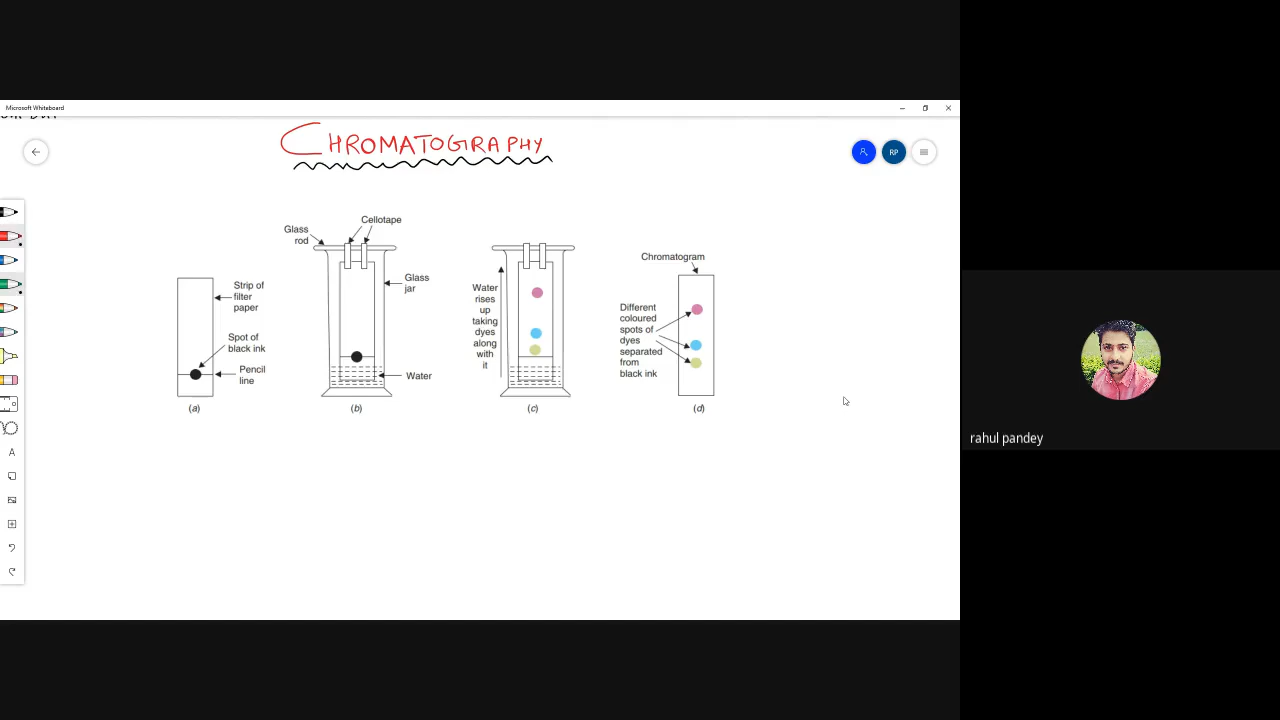 Microsoft Whiteboard
CHROMATOGRAPHY
RP
Glass
rod
Cellotape
Strip of
filter
paper
Spot of
black ink
Pencil
line
(a)
Glass
jar
Water
(b)
Water
rises
up
taking
dyes
along
with
it
(c)
Chromatogram
Different
coloured
spots of
dyes
separated
from
black ink
(d)
A
rahul pandey